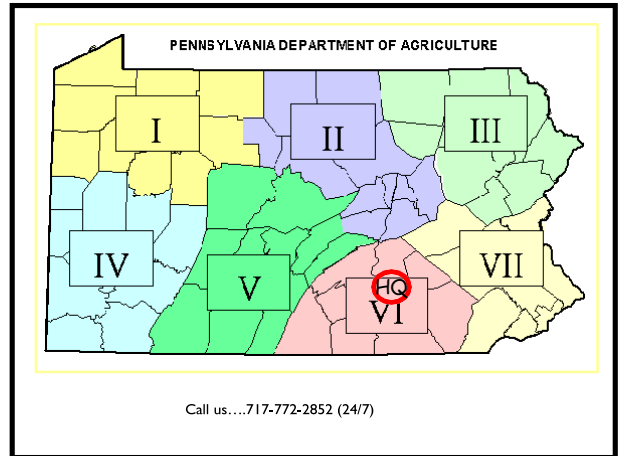 PENNSYLVANIA DEPARTMENT OF AGRICULTURE
I
II
III
IV
V
HQ
VI
VII
Call us....717-772-2852 (24/7)